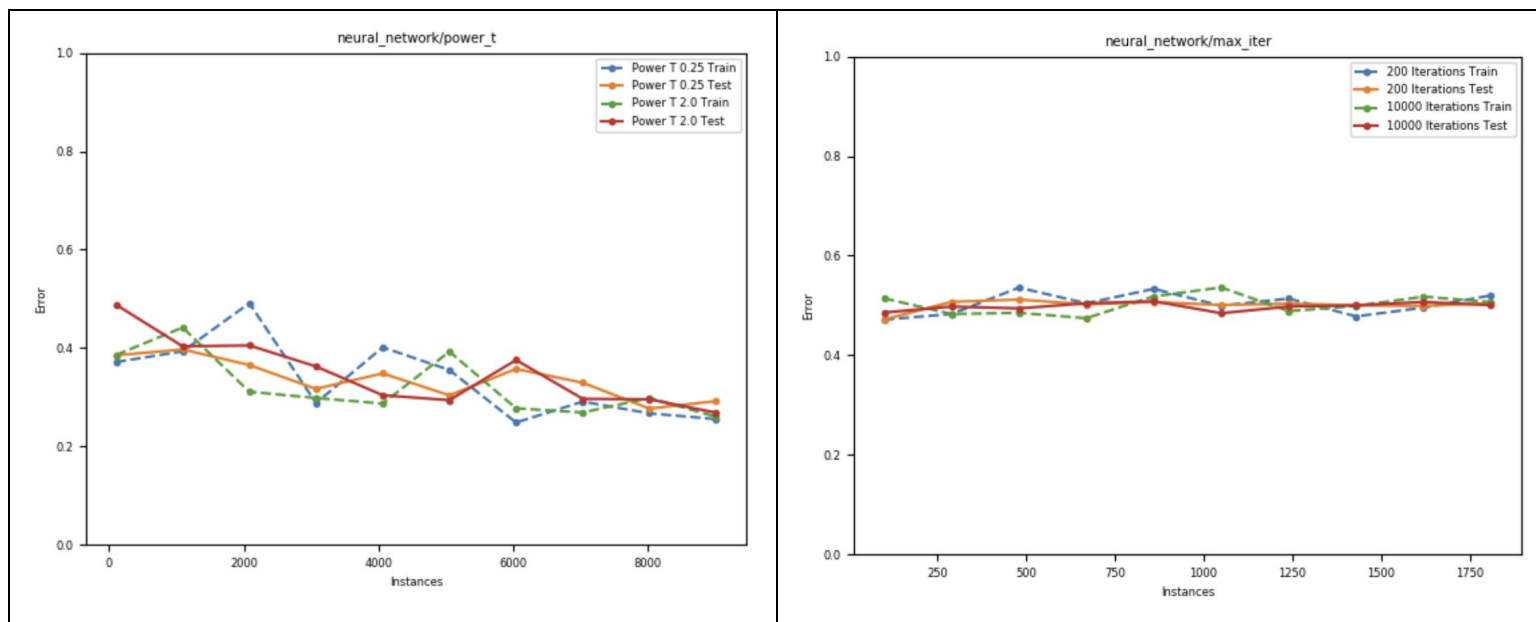 neural_network/power_t
1.0
0.8
0.6
0.4
0.2
0.0
Error
Power T 0.25 Train
Power T 0.25 Test
Power T 2.0 Train
Power T 2.0 Test
0 2000 4000 6000 8000
Instances
neural_network/max_iter
1.0
0.8
0.6
0.4
0.2
0.0
Error
200 Iterations Train
200 Iterations Test
10000 Iterations Train
10000 Iterations Test
250 500 750 1000 1250 1500 1750
Instances